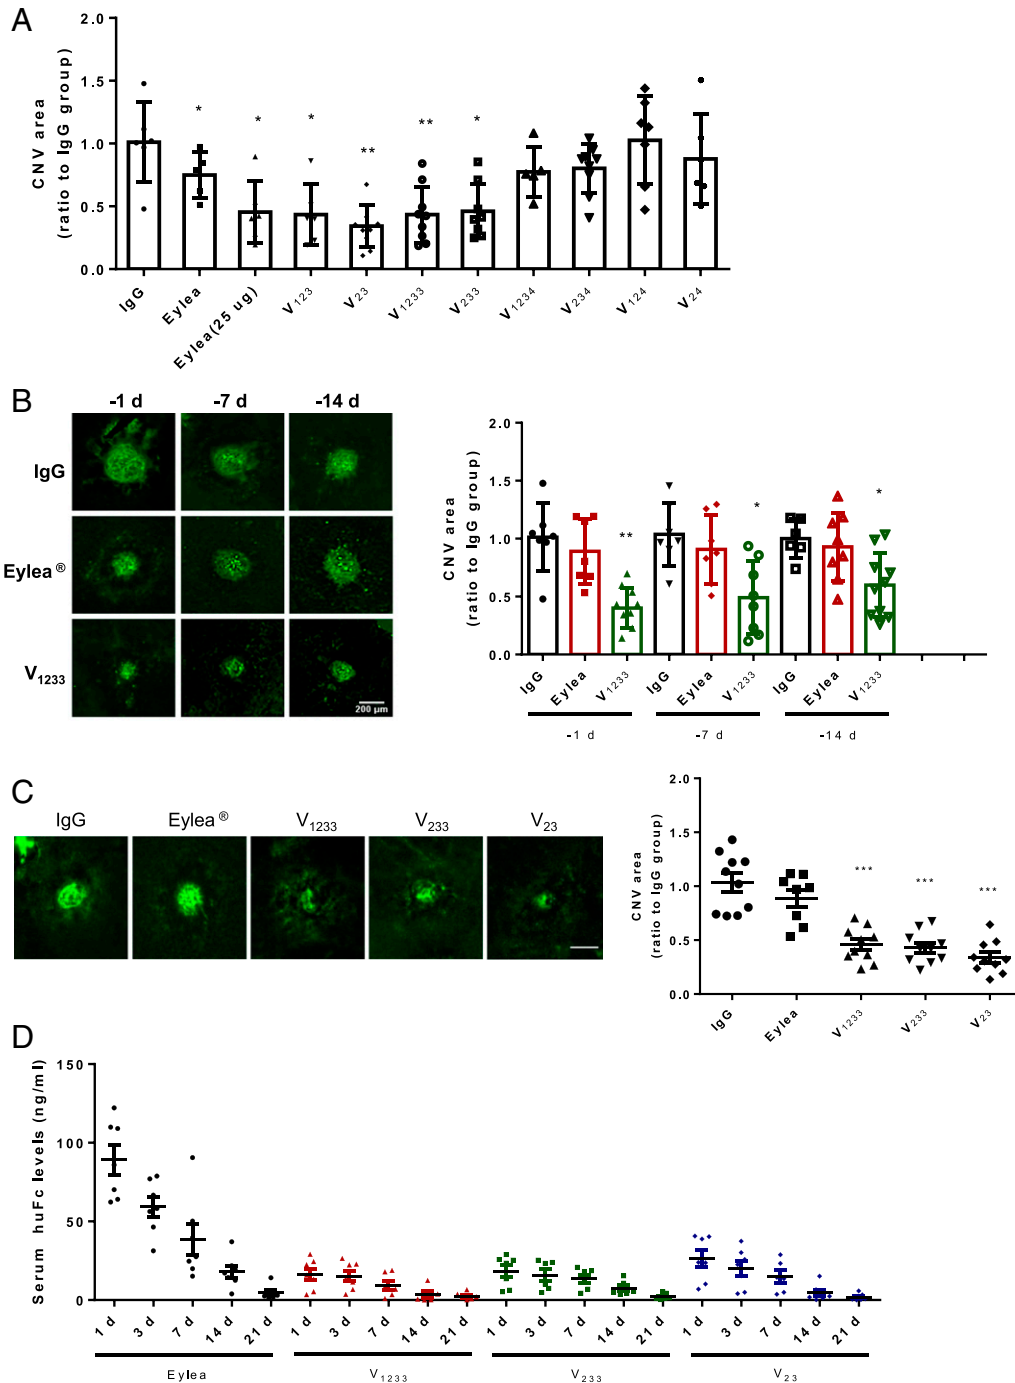 A
CNV area
(ratio to IgG group)
2.0
1.5
1.0
0.5
0.0
* * * ** ** *
IgG Eylea Eylea(25 ug) V123 V23 V1233 V233 V1234 V234 V124 V24
B
-1 d -7 d -14 d
IgG
Eylea®
V1233
200 µm
CNV area
(ratio to IgG group)
2.0
1.5
1.0
0.5
0.0
** * *
IgG Eylea V1233 IgG Eylea V1233 IgG Eylea V1233
-1 d -7 d -14 d
C
IgG Eylea® V1233 V233 V23
CNV area
(ratio to IgG group)
2.0
1.5
1.0
0.5
0.0
*** *** ***
IgG Eylea V1233 V233 V23
D
Serum huFc levels (ng/ml)
150
100
50
0
1 d 3 d 7 d 14 d 21 d 1 d 3 d 7 d 14 d 21 d 1 d 3 d 7 d 14 d 21 d 1 d 3 d 7 d 14 d 21 d
Eylea V1233 V233 V23